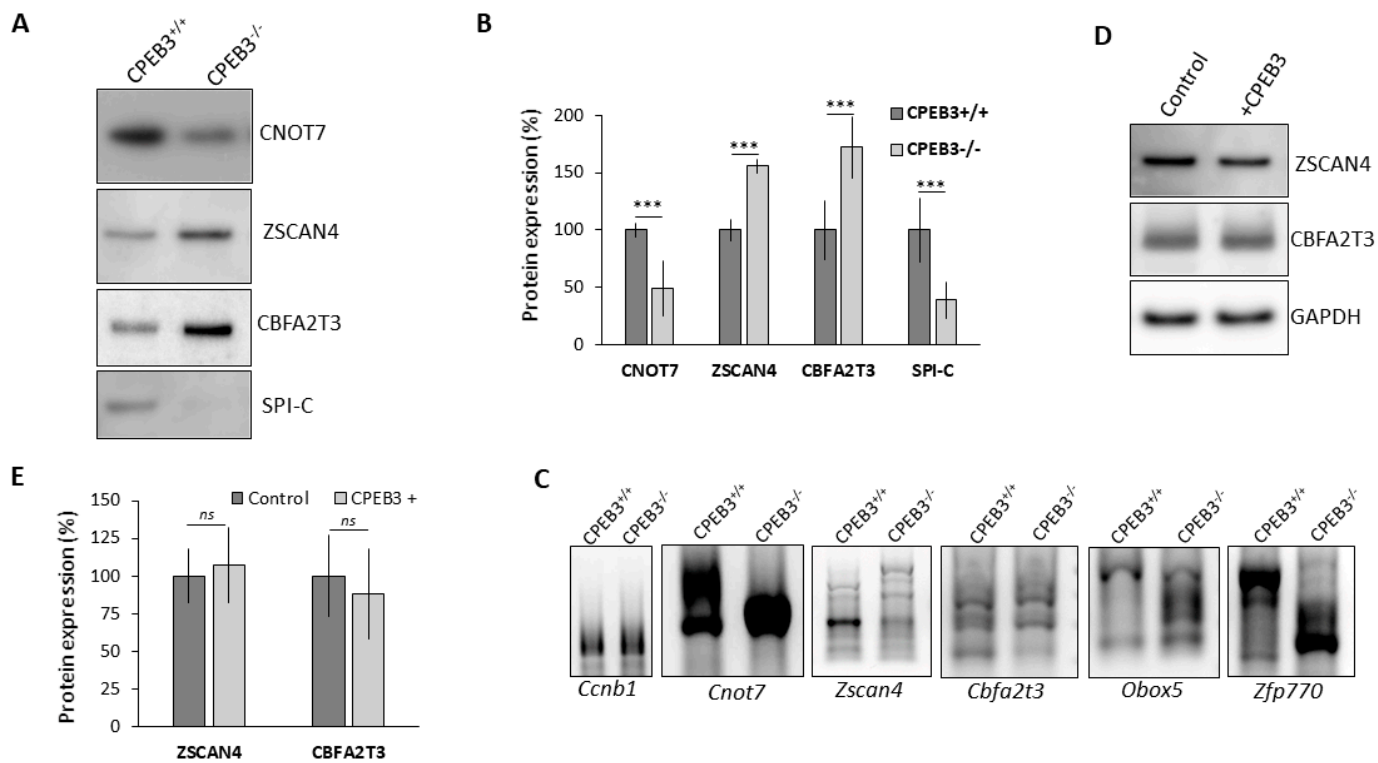 A
CPEB3+/+
CPEB3-/-
CNOT7
ZSCAN4
CBFA2T3
SPI-C
B
Protein expression (%)
200
150
100
50
0
***
***
***
***
CPEB3+/+
CPEB3-/-
CNOT7 ZSCAN4 CBFA2T3 SPI-C
D
Control
+CPEB3
ZSCAN4
CBFA2T3
GAPDH
E
Protein expression (%)
150
125
100
75
50
25
0
Control CPEB3 +
ns
ns
ZSCAN4 CBFA2T3
C
CPEB3+/+
CPEB3-/-
CPEB3+/+
CPEB3-/-
CPEB3+/+
CPEB3-/-
CPEB3+/+
CPEB3-/-
CPEB3+/+
CPEB3-/-
CPEB3+/+
CPEB3-/-
Ccnb1 Cnot7 Zscan4 Cbfa2t3 Obox5 Zfp770